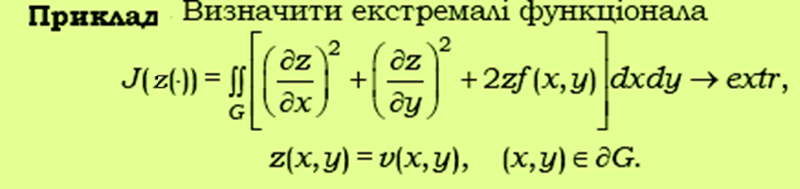 Приклад Визначити екстремалі функціонала
J(z(·)) = ∬_G [(∂z/∂x)² + (∂z/∂y)² + 2zf(x,y)] dxdy → extr,
z(x,y) = v(x,y), (x,y) ∈ ∂G.